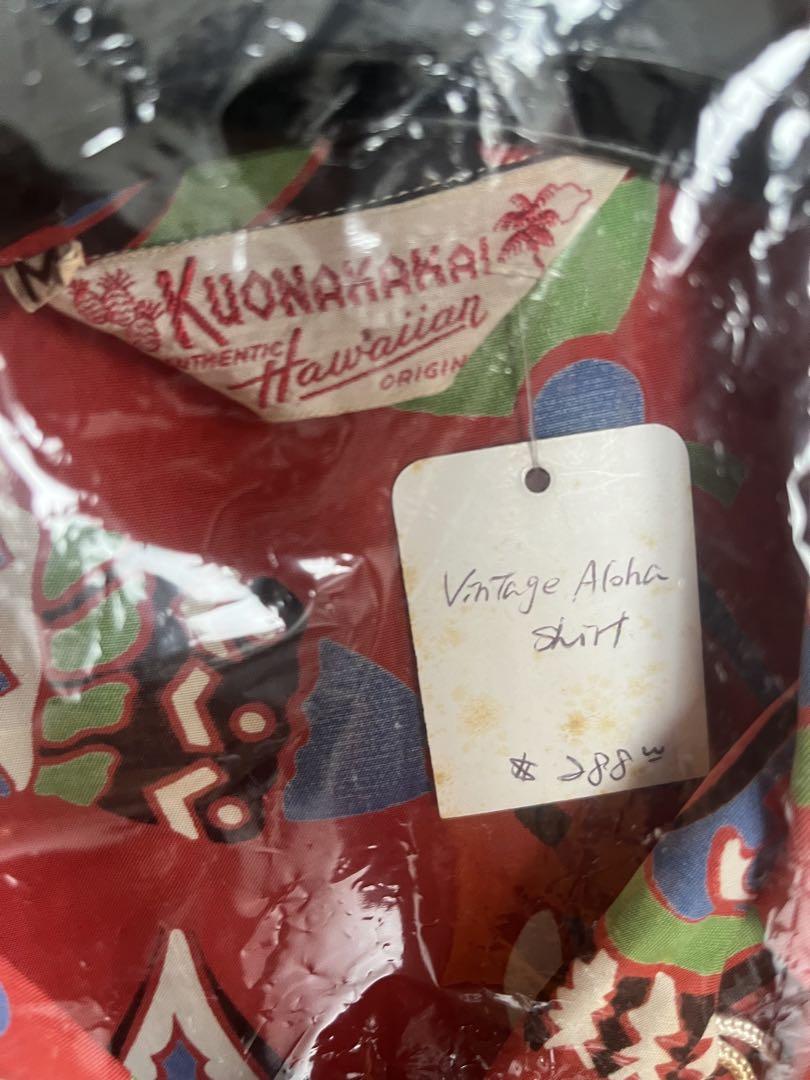 M
KUONAKAKAI
AUTHENTIC
Hawaiian
ORIGIN
Vintage Aloha
Shirt
$ 288